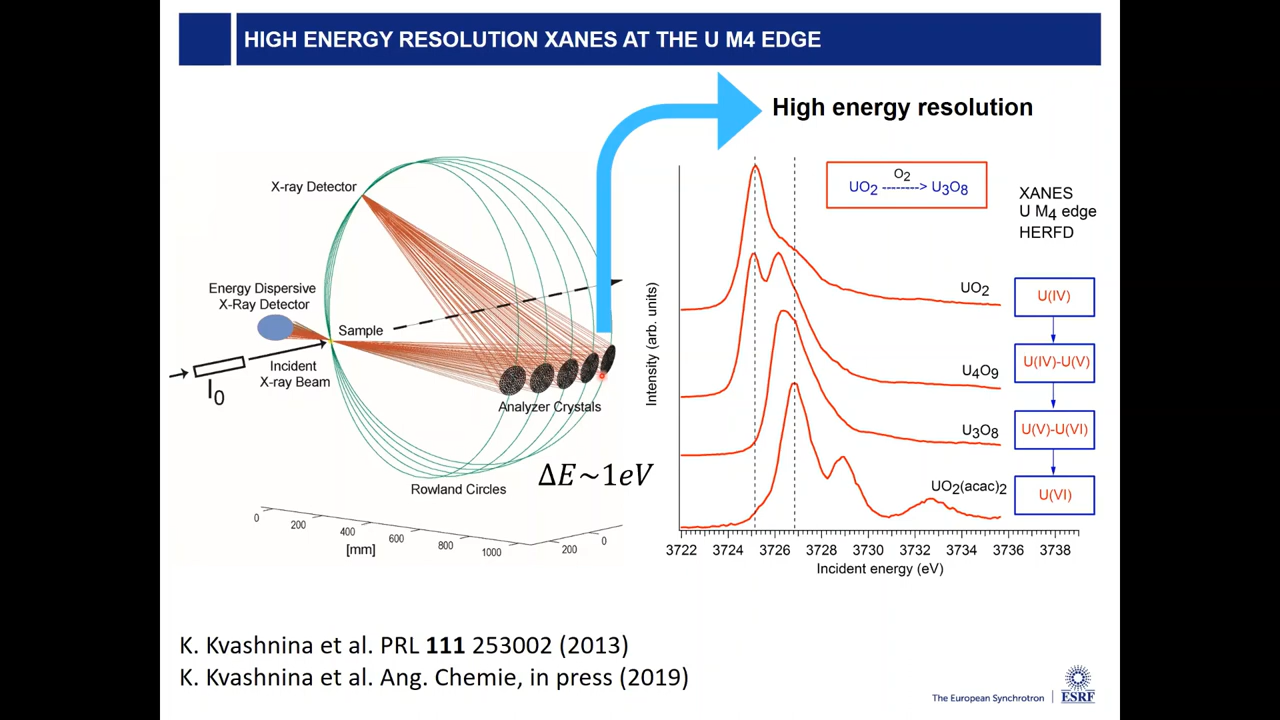 HIGH ENERGY RESOLUTION XANES AT THE U M4 EDGE
High energy resolution
X-ray Detector
Energy Dispersive
X-Ray Detector
Sample
Incident
X-ray Beam
I0
Analyzer Crystals
Rowland Circles
ΔE~1eV
0
200
400
600
800
1000
[mm]
200
0
O2
UO2 --------> U3O8
XANES
U M4 edge
HERFD
Intensity (arb. units)
UO2
U(IV)
U4O9
U(IV)-U(V)
U3O8
U(V)-U(VI)
UO2(acac)2
U(VI)
3722 3724 3726 3728 3730 3732 3734 3736 3738
Incident energy (eV)
K. Kvashnina et al. PRL 111 253002 (2013)
K. Kvashnina et al. Ang. Chemie, in press (2019)
The European Synchrotron
ESRF